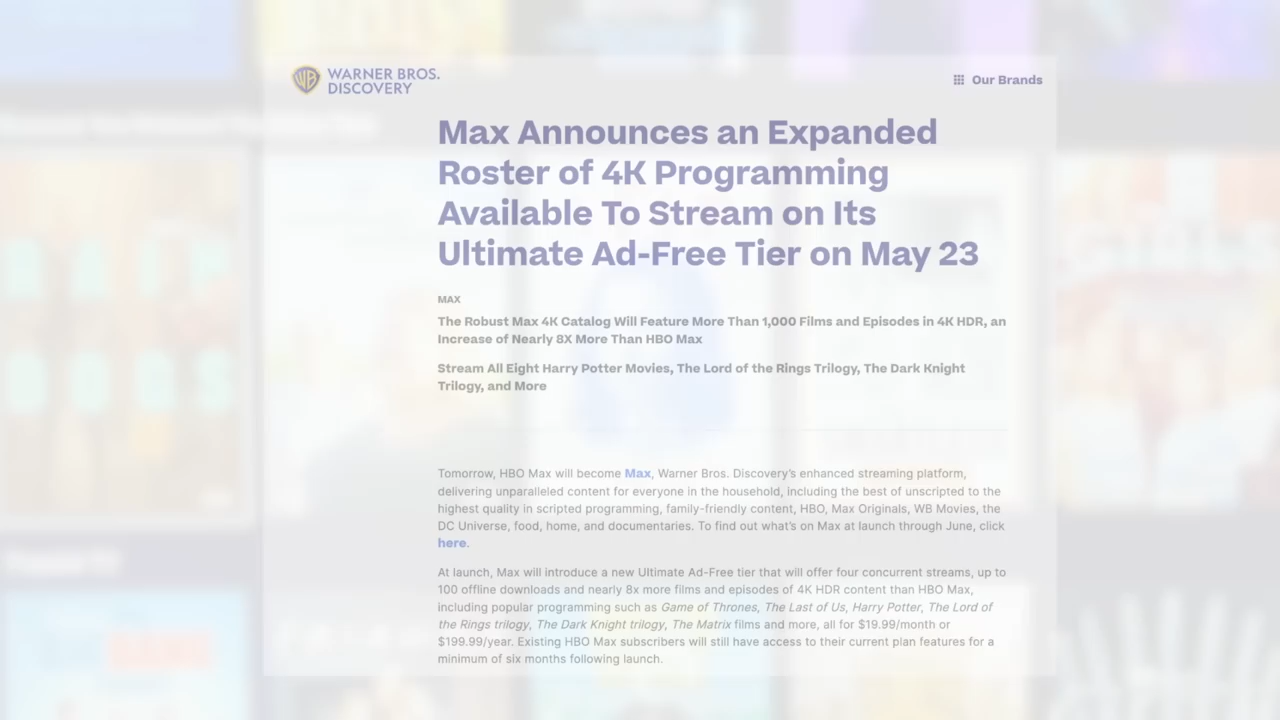 WARNER BROS.
DISCOVERY
Our Brands
Max Announces an Expanded
Roster of 4K Programming
Available To Stream on Its
Ultimate Ad-Free Tier on May 23
MAX
The Robust Max 4K Catalog Will Feature More Than 1,000 Films and Episodes in 4K HDR, an
Increase of Nearly 8X More Than HBO Max
Stream All Eight Harry Potter Movies, The Lord of the Rings Trilogy, The Dark Knight
Trilogy, and More
Tomorrow, HBO Max will become Max, Warner Bros. Discovery's enhanced streaming platform,
delivering unparalleled content for everyone in the household, including the best of unscripted to the
highest quality in scripted programming, family-friendly content, HBO, Max Originals, WB Movies, the
DC Universe, food, home, and documentaries. To find out what's on Max at launch through June, click
here.
At launch, Max will introduce a new Ultimate Ad-Free tier that will offer four concurrent streams, up to
100 offline downloads and nearly 8x more films and episodes of 4K HDR content than HBO Max,
including popular programming such as Game of Thrones, The Last of Us, Harry Potter, The Lord of
the Rings trilogy, The Dark Knight trilogy, The Matrix films and more, all for $19.99/month or
$199.99/year. Existing HBO Max subscribers will still have access to their current plan features for a
minimum of six months following launch.